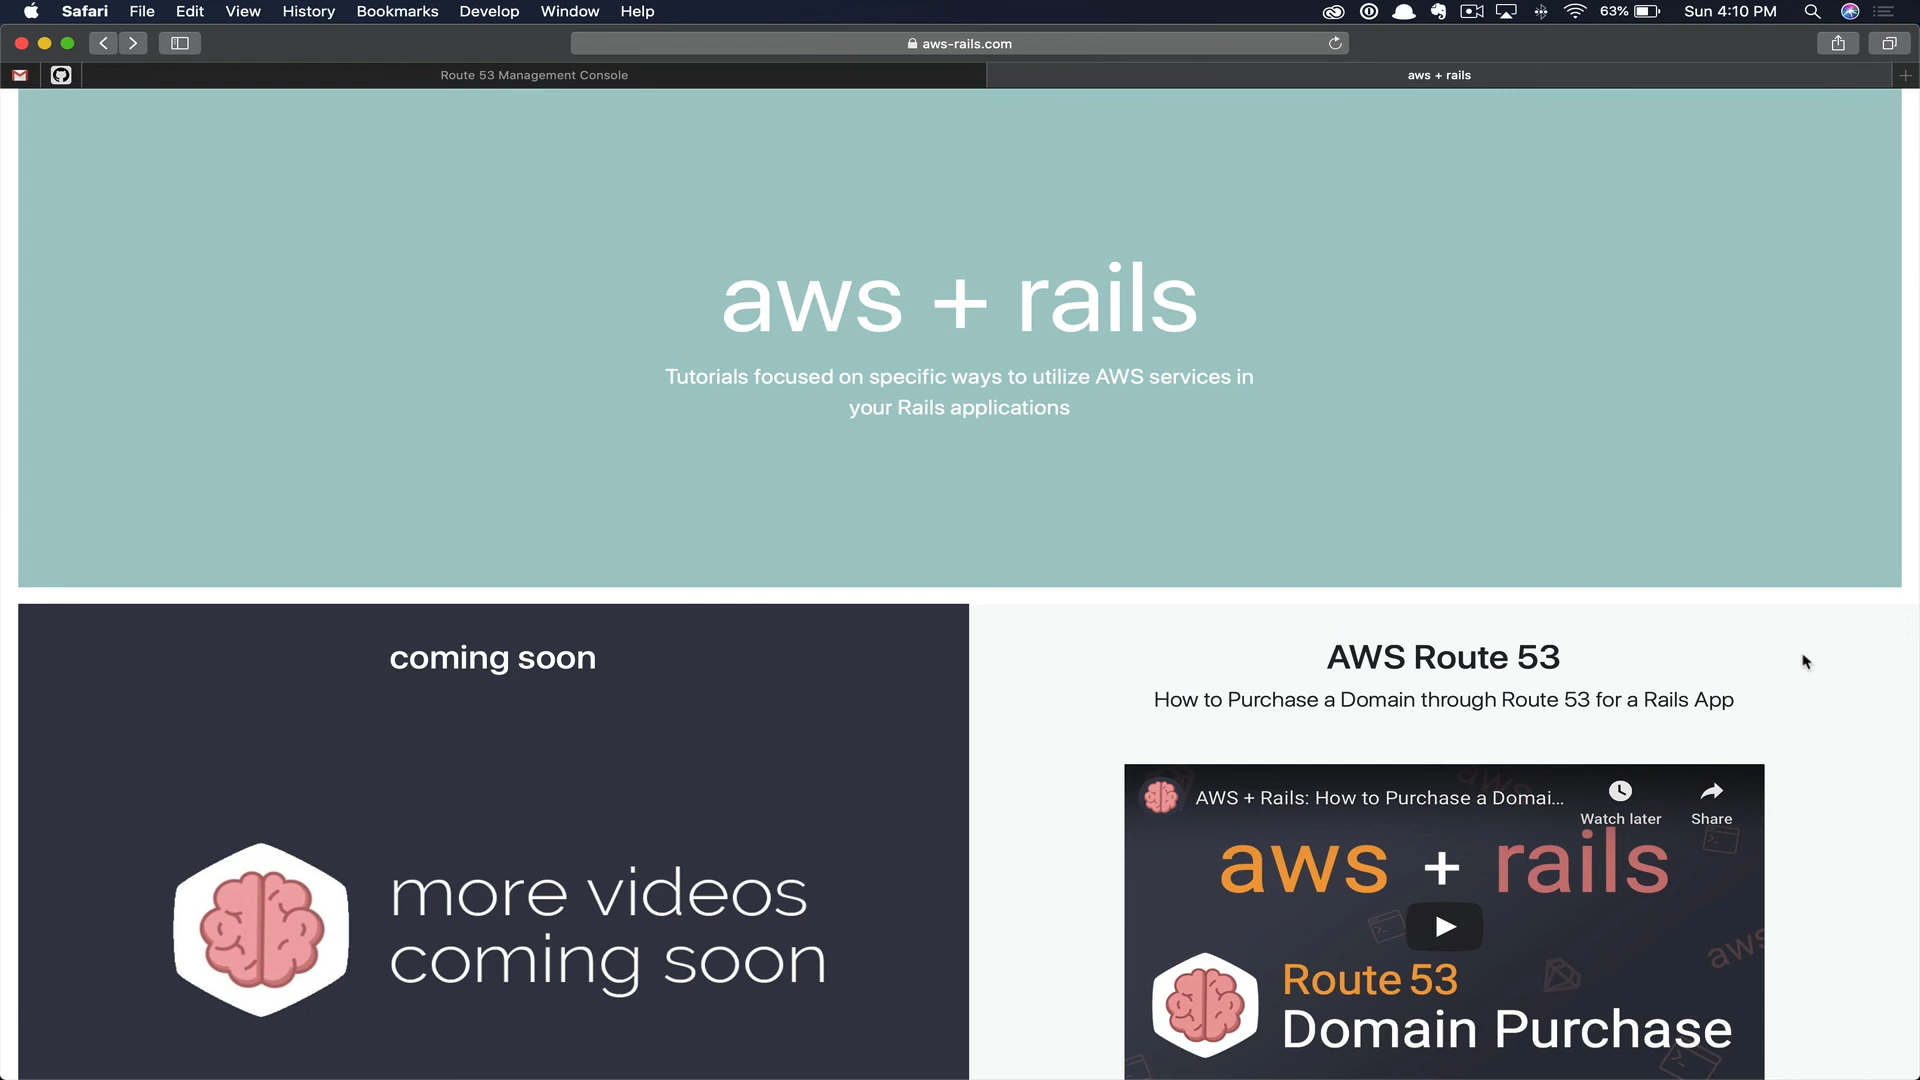 Safari File Edit View History Bookmarks Develop Window Help 63% Sun 4:10 PM
aws-rails.com
Route 53 Management Console
aws + rails
aws + rails
Tutorials focused on specific ways to utilize AWS services in
your Rails applications
coming soon
more videos
coming soon
AWS Route 53
How to Purchase a Domain through Route 53 for a Rails App
AWS + Rails: How to Purchase a Domai...
Watch later
Share
aws + rails
aws
aws
Route 53
Domain Purchase